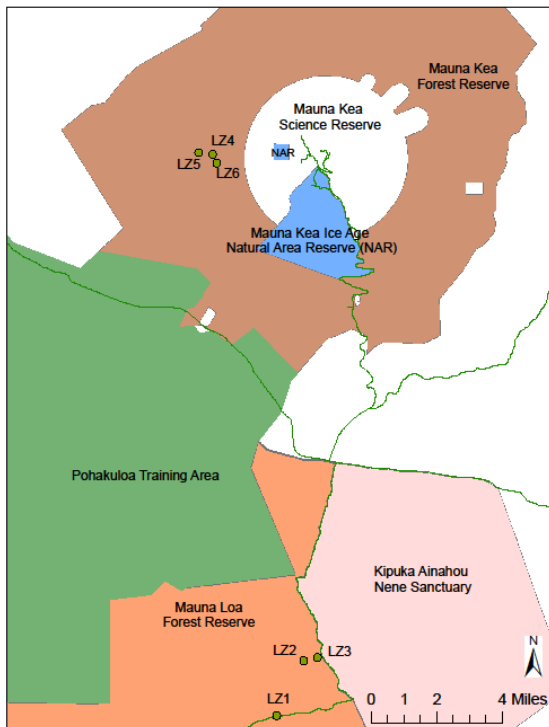 Mauna Kea
Forest Reserve
Mauna Kea
Science Reserve
LZ4
NAR
LZ5
LZ6
Mauna Kea Ice Age
Natural Area Reserve (NAR)
Pohakuloa Training Area
Kipuka Ainahou
Nene Sanctuary
Mauna Loa
Forest Reserve
LZ2
LZ3
N
LZ1
0 1 2 4 Miles